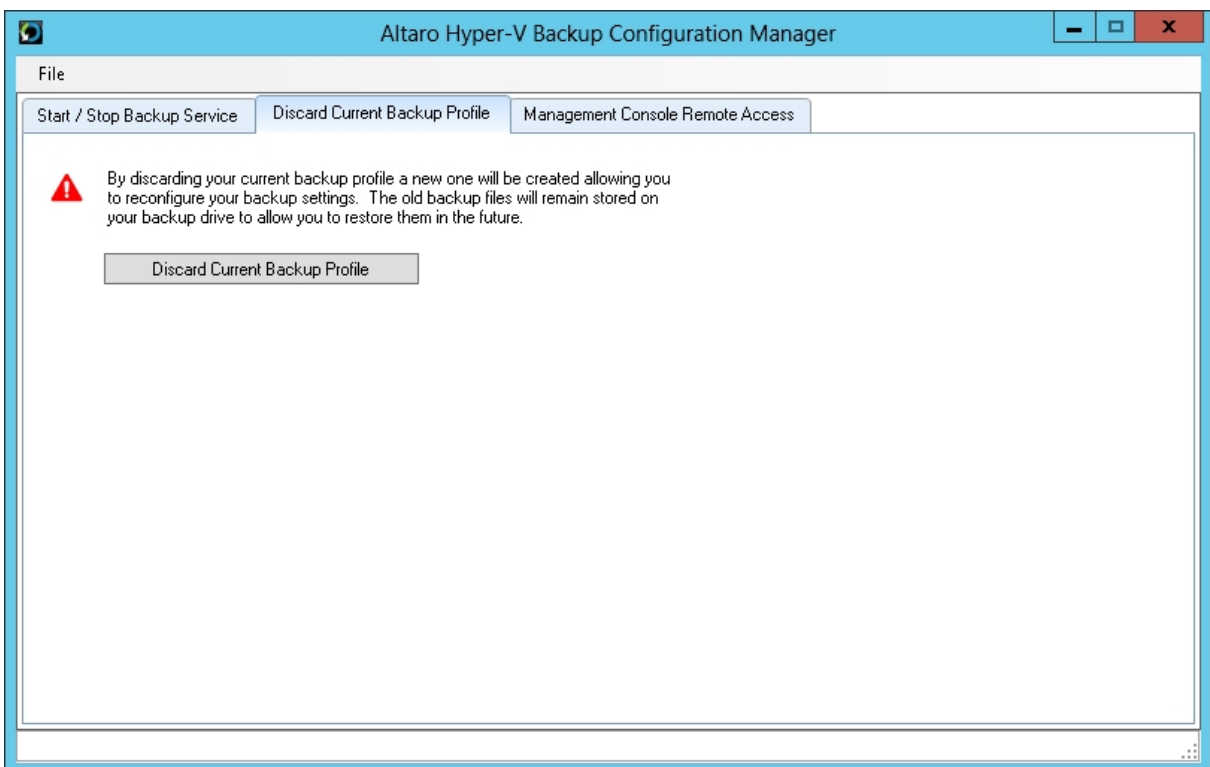 Altaro Hyper-V Backup Configuration Manager
File
Start / Stop Backup Service
Discard Current Backup Profile
Management Console Remote Access
By discarding your current backup profile a new one will be created allowing you
to reconfigure your backup settings.  The old backup files will remain stored on
your backup drive to allow you to restore them in the future.
Discard Current Backup Profile